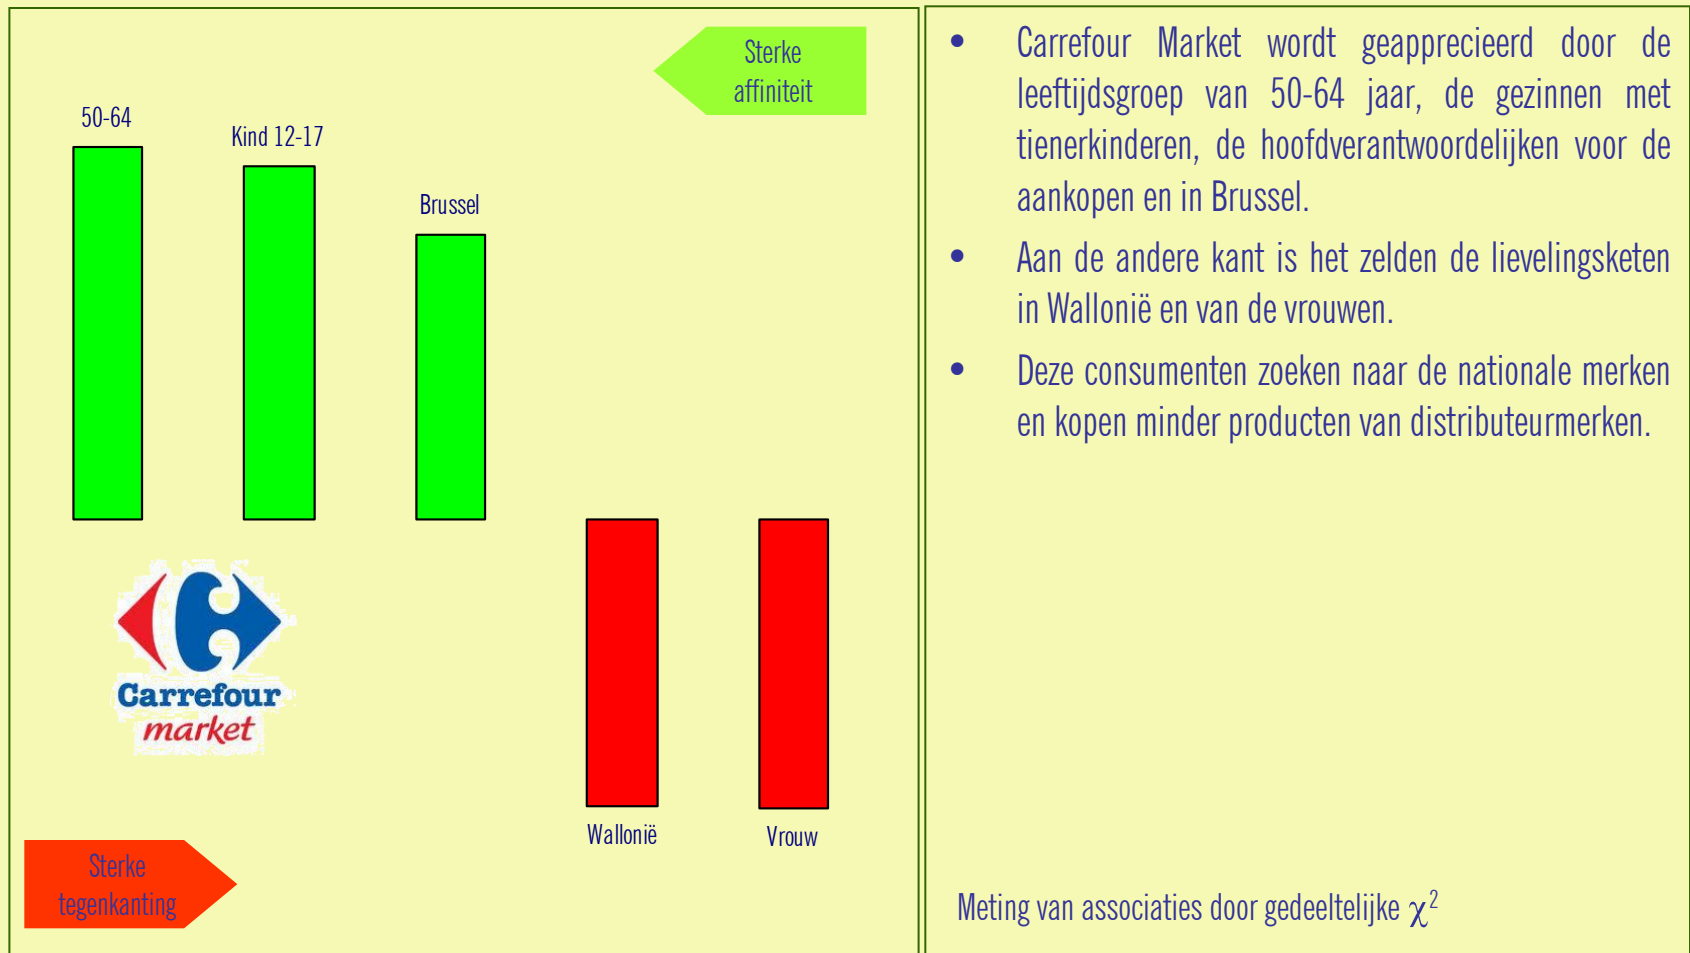 Sterke
affiniteit
50-64
Kind 12-17
Brussel
Carrefour
market
Wallonië
Vrouw
Sterke
tegenkanting
• Carrefour Market wordt geapprecieerd door de
leeftijdsgroep van 50-64 jaar, de gezinnen met
tienerkinderen, de hoofdverantwoordelijken voor de
aankopen en in Brussel.
• Aan de andere kant is het zelden de lievelingsketen
in Wallonië en van de vrouwen.
• Deze consumenten zoeken naar de nationale merken
en kopen minder producten van distributeurmerken.
Meting van associaties door gedeeltelijke χ²